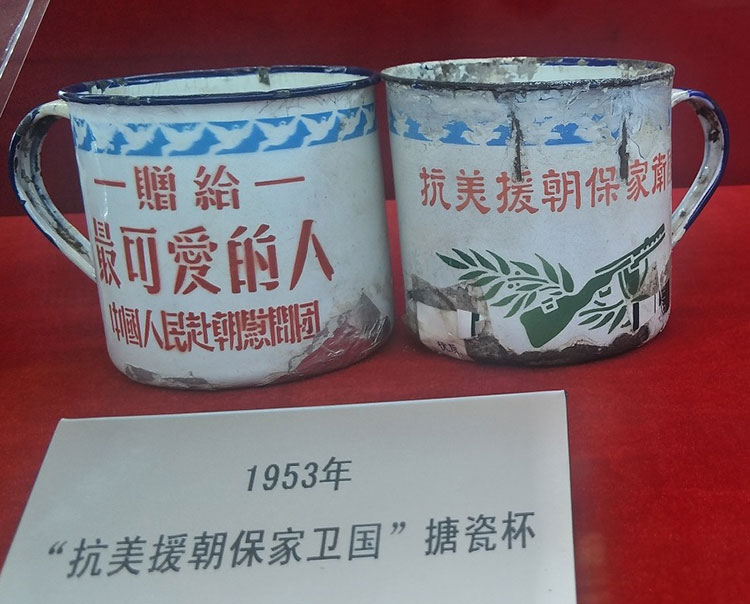 一 贈給 一
最可愛的人
中國人民赴朝慰問团
抗美援朝保家衛
1953年
“抗美援朝保家卫国”搪瓷杯